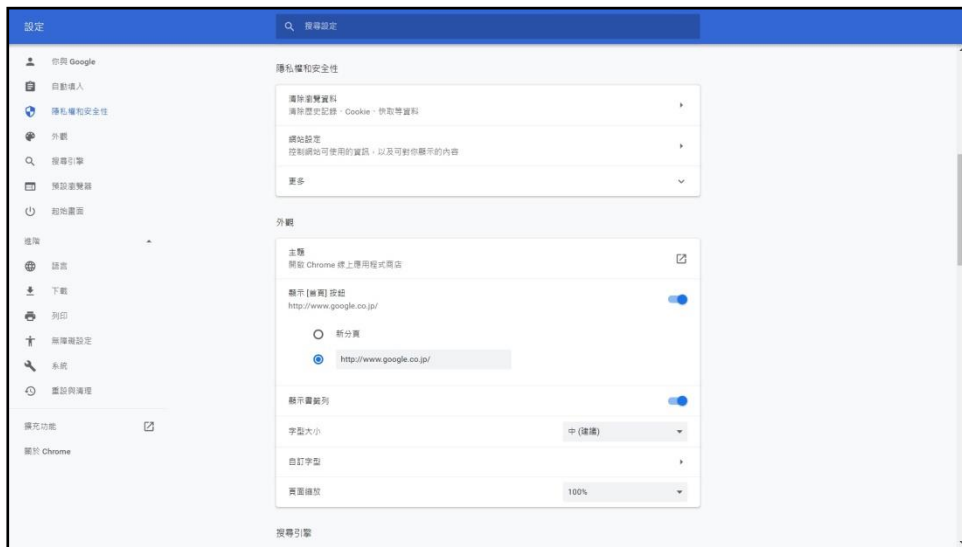 設定
搜尋設定
你與 Google
自動填入
隱私權和安全性
外觀
搜尋引擎
預設瀏覽器
起始畫面
進階
語言
下載
列印
無障礙設定
系統
重設與清理
擴充功能
關於 Chrome
隱私權和安全性
清除瀏覽資料
清除歷史記錄、Cookie、快取等資料
網站設定
控制網站可使用的資訊，以及可對你顯示的內容
更多
外觀
主題
開啟 Chrome 線上應用程式商店
顯示 [首頁] 按鈕
http://www.google.co.jp/
新分頁
http://www.google.co.jp/
顯示書籤列
字型大小
中 (建議)
自訂字型
頁面縮放
100%
搜尋引擎